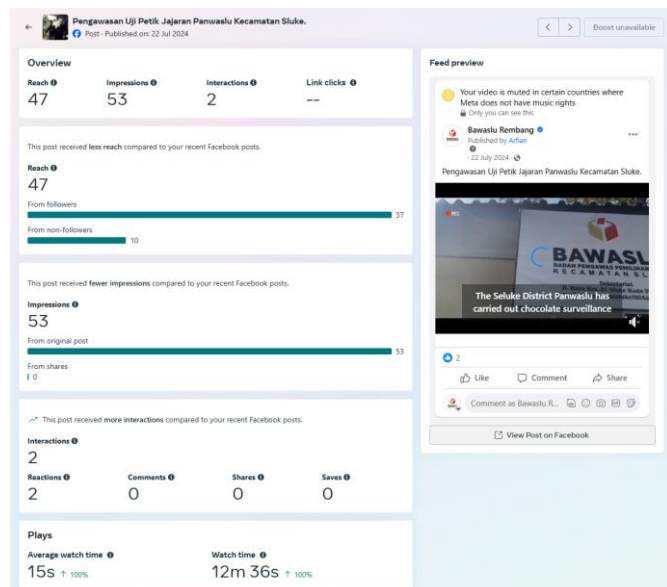 Pengawasan Uji Petik Jajaran Panwaslu Kecamatan Sluke.
Post · Published on: 22 Jul 2024
Boost unavailable
Overview
Reach
Impressions
Interactions
Link clicks
47
53
2
--
This post received less reach compared to your recent Facebook posts.
Reach
47
From followers
37
From non-followers
10
This post received fewer impressions compared to your recent Facebook posts.
Impressions
53
From original post
53
From shares
0
This post received more interactions compared to your recent Facebook posts.
Interactions
2
Reactions
Comments
Shares
Saves
2
0
0
0
Plays
Average watch time
Watch time
15s ↑ 100%
12m 36s ↑ 100%
Feed preview
Your video is muted in certain countries where
Meta does not have music rights
Only you can see this
Bawaslu Rembang
Published by Arfian
· 22 July 2024 ·
Pengawasan Uji Petik Jajaran Panwaslu Kecamatan Sluke.
REC
BAWASL
BADAN PENGAWAS PEMILIHAN
KECAMATAN SL
Sekretariat
The Seluke District Panwaslu has
carried out chocolate surveillance
2
Like
Comment
Share
Comment as Bawaslu R...
View Post on Facebook